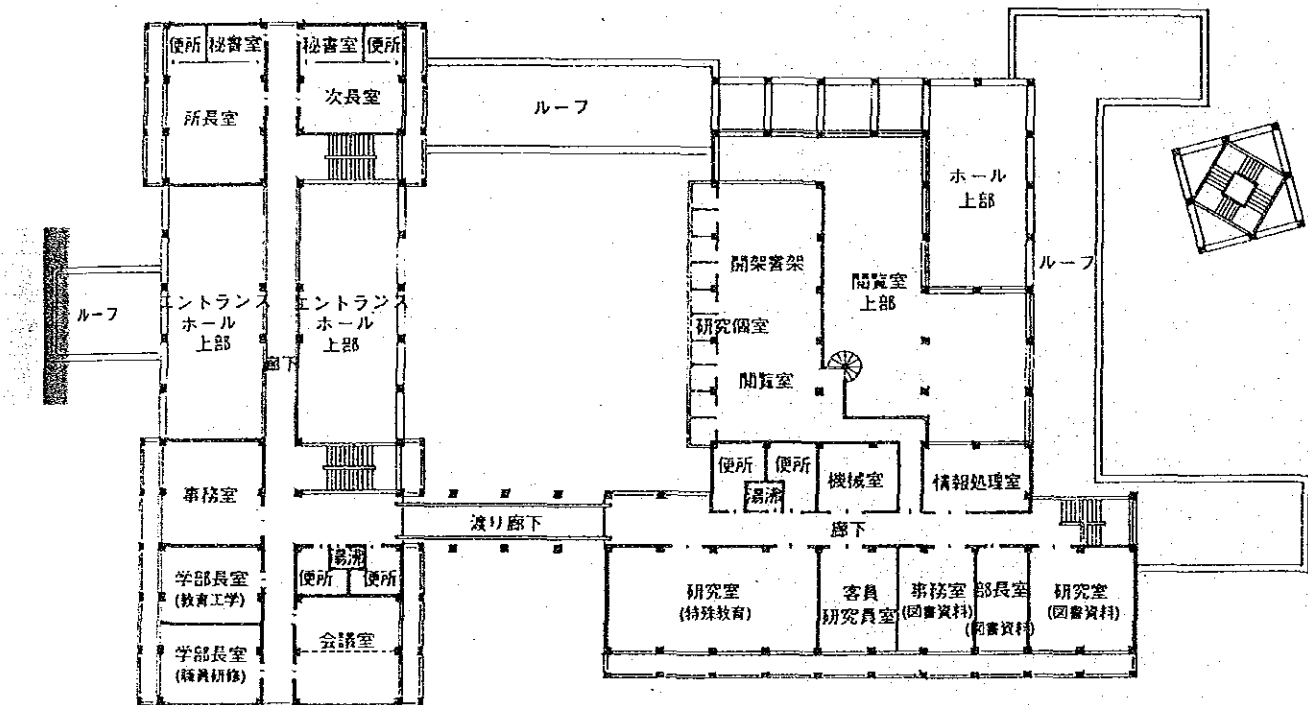 便所
秘書室
秘書室
便所
所長室
次長室
ルーフ
ホール
上部
ルーフ
開架書架
閲覧室
上部
ルーフ
エントランス
ホール
上部
エントランス
ホール
上部
研究個室
廊下
閲覧室
事務室
便所
便所
湯沸
機械室
情報処理室
渡り廊下
廊下
学部長室
(教育工学)
湯沸
便所
便所
研究室
(特殊教育)
客員
研究員室
事務室
(図書資料)
部長室
(図書資料)
研究室
(図書資料)
学部長室
(職員研修)
会議室